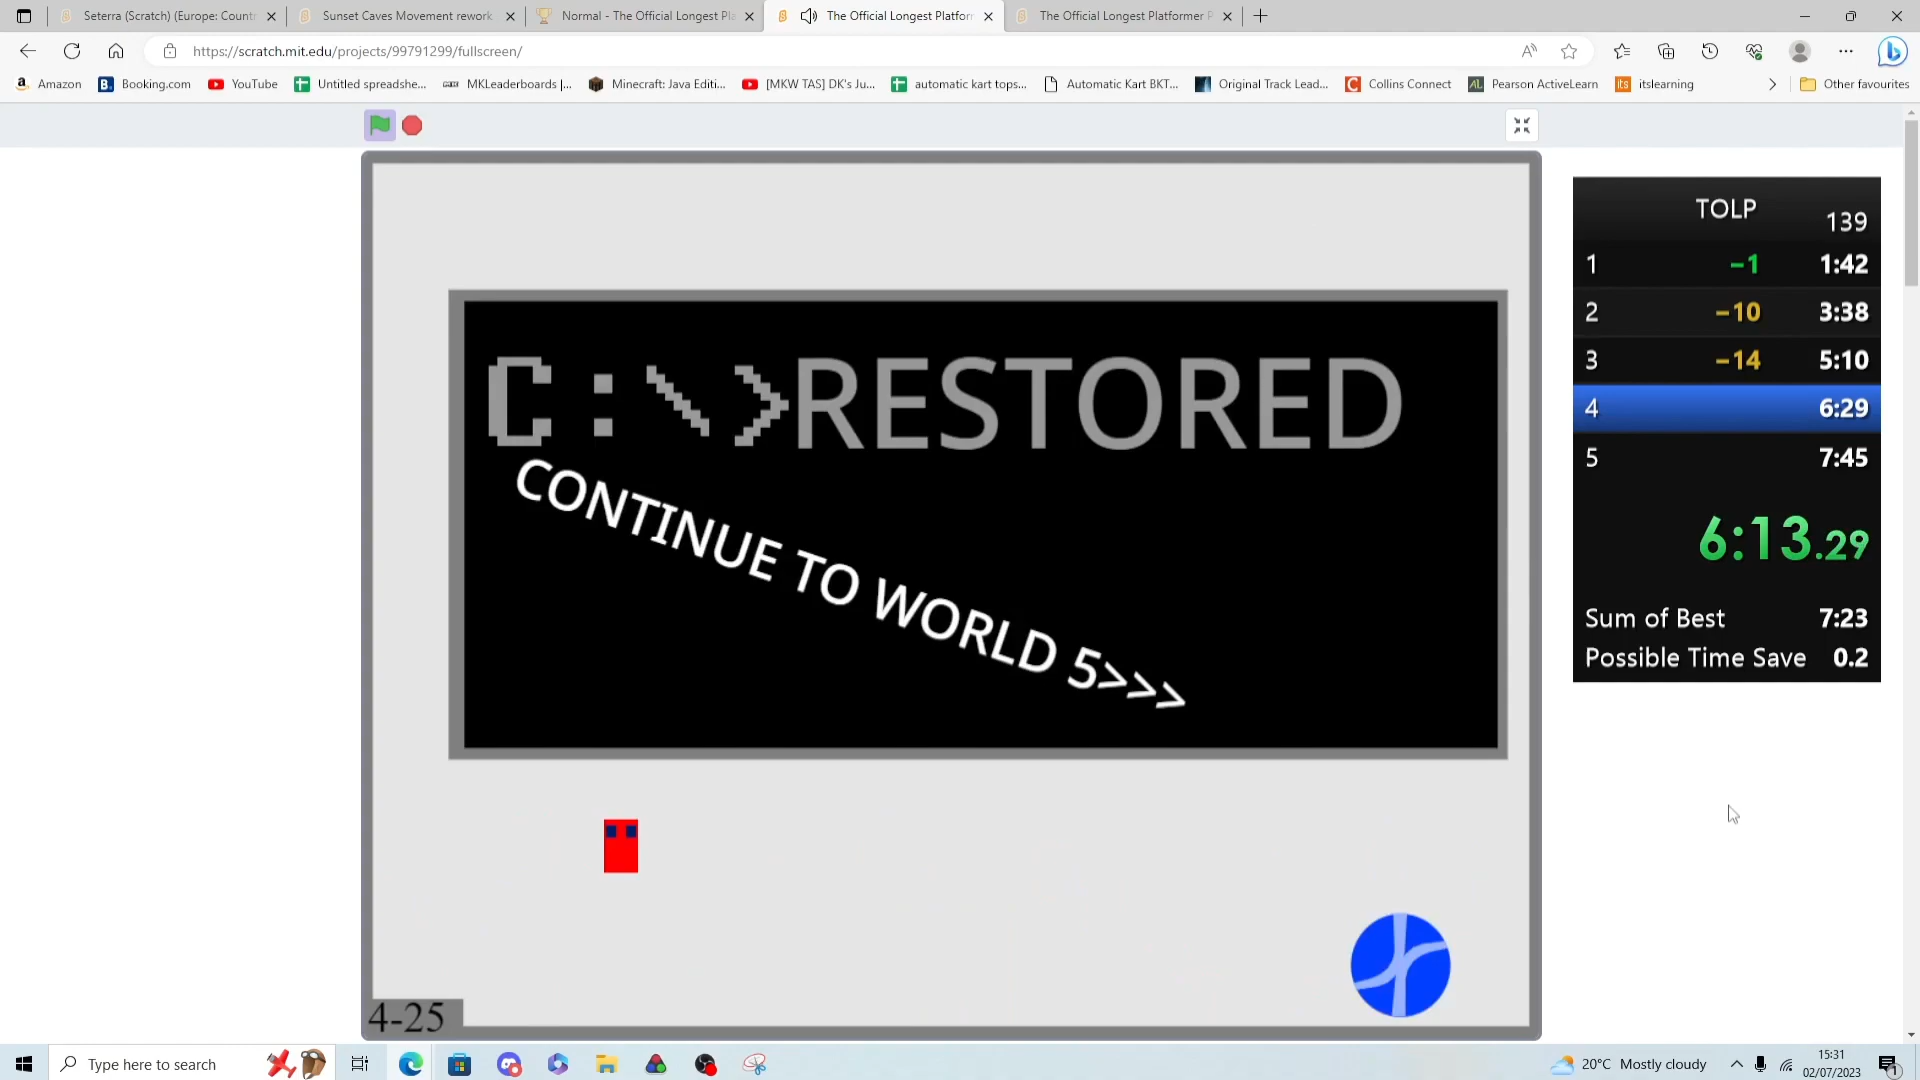 Seterra (Scratch) (Europe: Count
Sunset Caves Movement rework
Normal - The Official Longest Pla
The Official Longest Platfor
The Official Longest Platformer P
https://scratch.mit.edu/projects/99791299/fullscreen/
Amazon
Booking.com
YouTube
Untitled spreadshe...
MKLeaderboards |...
Minecraft: Java Editi...
[MKW TAS] DK's Ju...
automatic kart tops...
Automatic Kart BKT...
Original Track Lead...
Collins Connect
Pearson ActiveLearn
itslearning
Other favourites
C:\>RESTORED
CONTINUE TO WORLD 5>>>
4-25
TOLP
139
1 -1 1:42
2 -10 3:38
3 -14 5:10
4 6:29
5 7:45
6:13.29
Sum of Best 7:23
Possible Time Save 0.2
Type here to search
20°C Mostly cloudy
15:31
02/07/2023
1